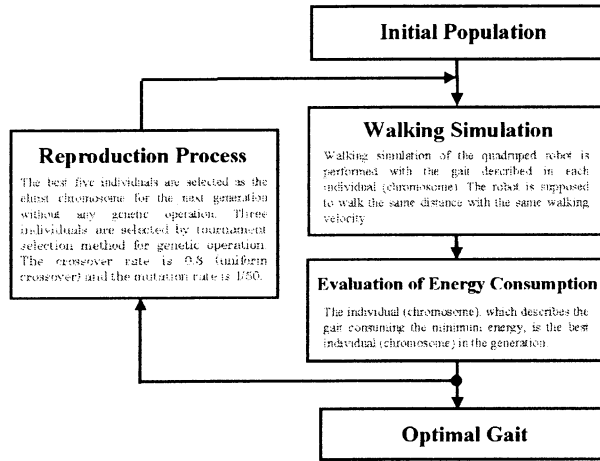 Initial Population
Walking Simulation
Walking simulation of the quadruped robot is
performed with the gait described in each
individual (chromosome). The robot is supposed
to walk the same distance with the same walking
velocity
Reproduction Process
The best five individuals are selected as the
elitist chromosome for the next generation
without any genetic operation. Three
individuals are selected by tournament
selection method for genetic operation.
The crossover rate is 0.8 (uniform
crossover) and the mutation rate is 1/50.
Evaluation of Energy Consumption
The individual (chromosome), which describes the
gait consuming the minimum energy, is the best
individual (chromosome) in the generation.
Optimal Gait